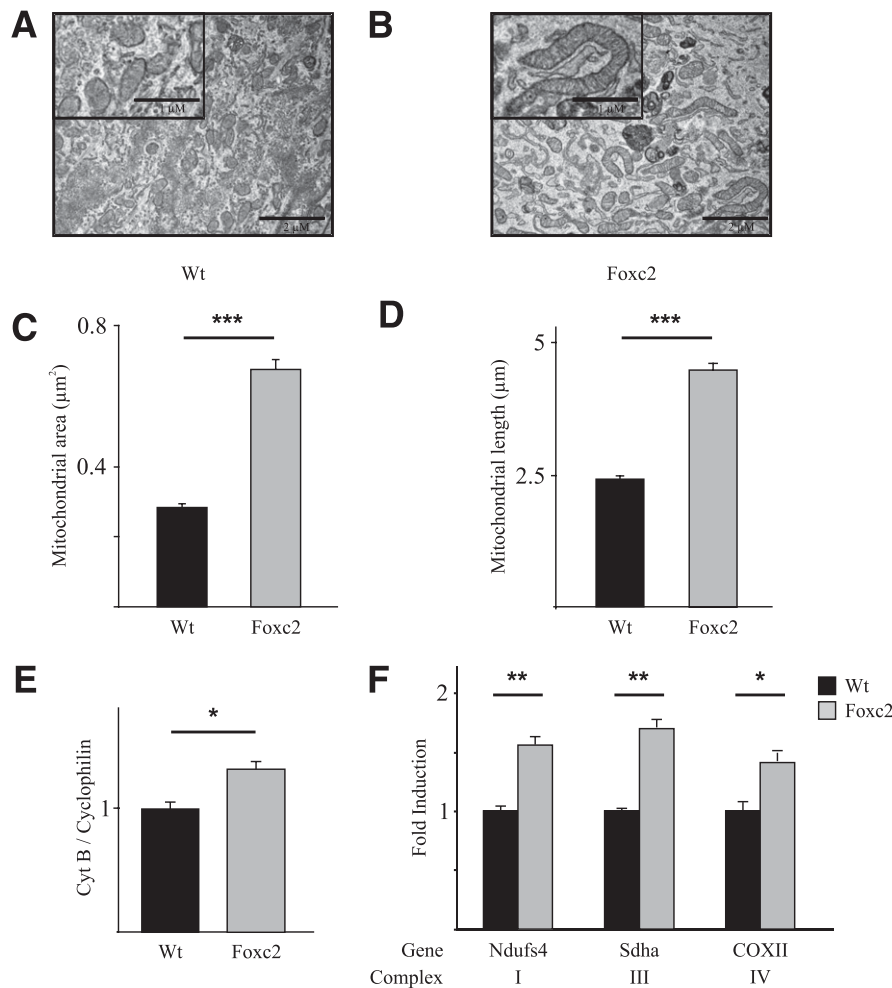 A
B
1 µM
1 µM
2 µM
2 µM
Wt
Foxc2
C
D
0.8
***
0.4
Mitochondrial area (µm²)
Wt
Foxc2
5
***
2.5
Mitochondrial length (µm)
Wt
Foxc2
E
F
*
1
Cyt B / Cyclophilin
Wt
Foxc2
2
**
**
*
Wt
Foxc2
1
Fold Induction
Gene Ndufs4 Sdha COXII
Complex I III IV